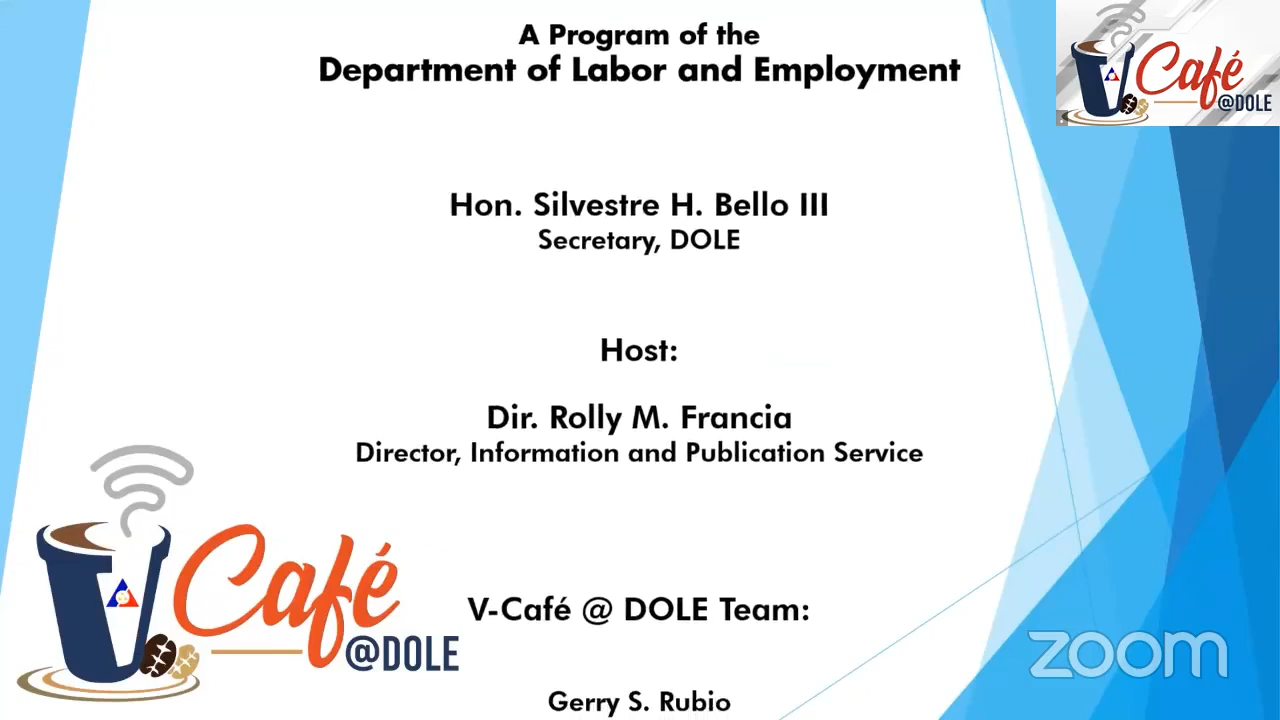 A Program of the
Department of Labor and Employment
Café
@DOLE
Hon. Silvestre H. Bello III
Secretary, DOLE
Host:
Dir. Rolly M. Francia
Director, Information and Publication Service
V Café
@DOLE
V-Café @ DOLE Team:
zoom
Gerry S. Rubio